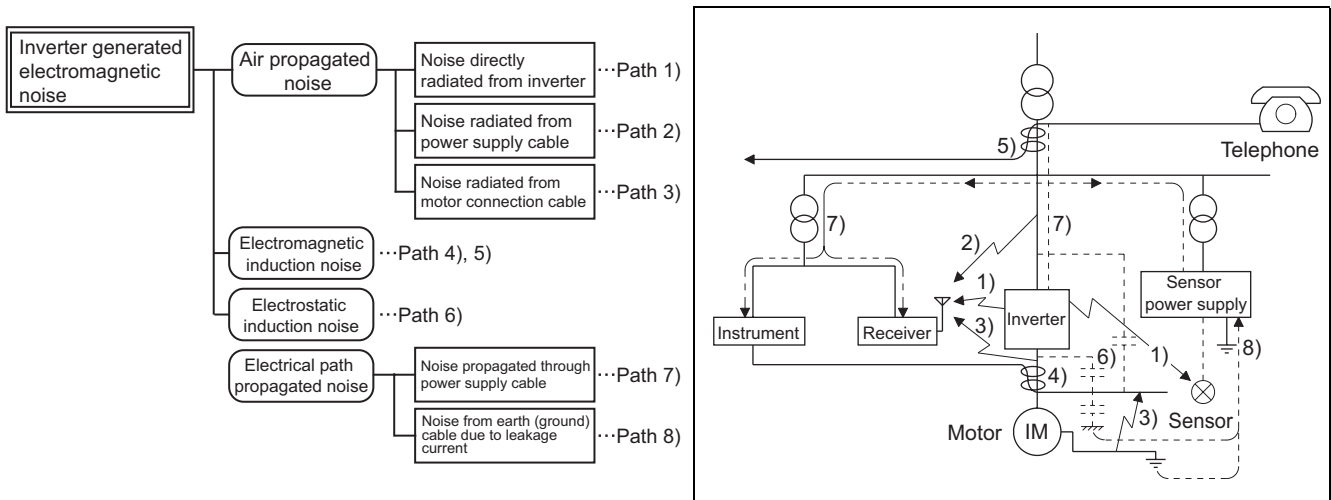 Inverter generated
electromagnetic
noise
Air propagated
noise
Noise directly
radiated from inverter
···Path 1)
Noise radiated from
power supply cable
···Path 2)
Noise radiated from
motor connection cable
···Path 3)
Electromagnetic
induction noise
···Path 4), 5)
Electrostatic
induction noise
···Path 6)
Electrical path
propagated noise
Noise propagated through
power supply cable
···Path 7)
Noise from earth (ground)
cable due to leakage
current
···Path 8)
Telephone
5)
7)
7)
2)
1)
3)
Instrument
Receiver
Inverter
Sensor
power supply
6)
1)
8)
4)
3)
Sensor
Motor
IM